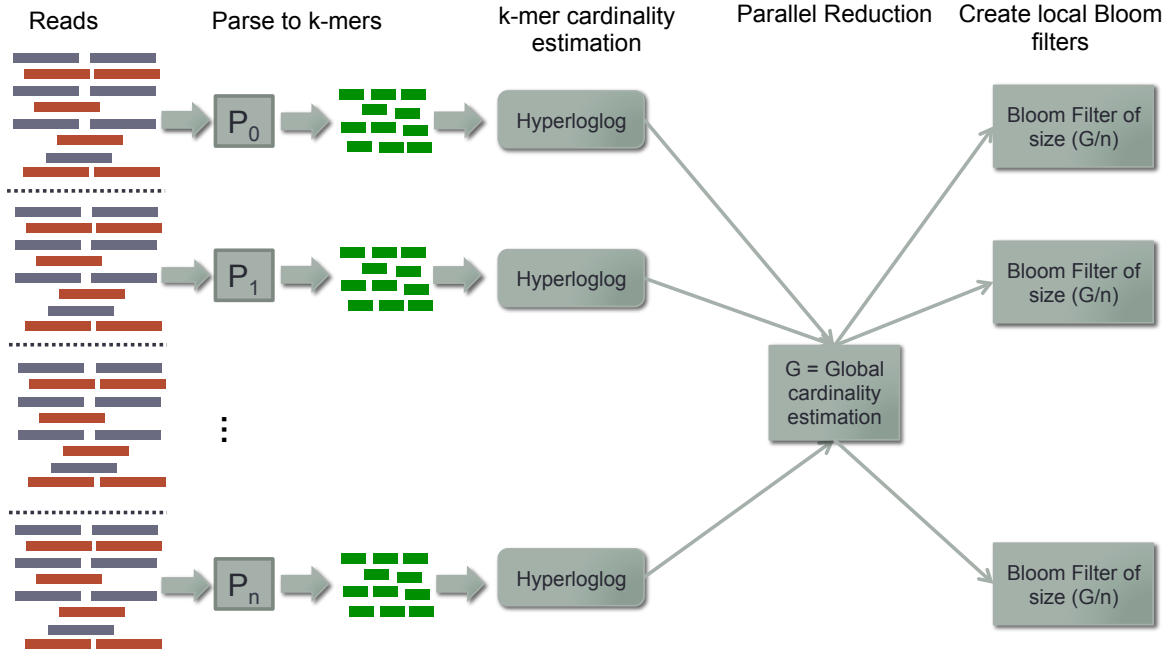 Reads
Parse to k-mers
k-mer cardinality
estimation
Parallel Reduction
Create local Bloom
filters
P0
Hyperloglog
Bloom Filter of
size (G/n)
P1
Hyperloglog
Bloom Filter of
size (G/n)
G = Global
cardinality
estimation
⋮
Pn
Hyperloglog
Bloom Filter of
size (G/n)